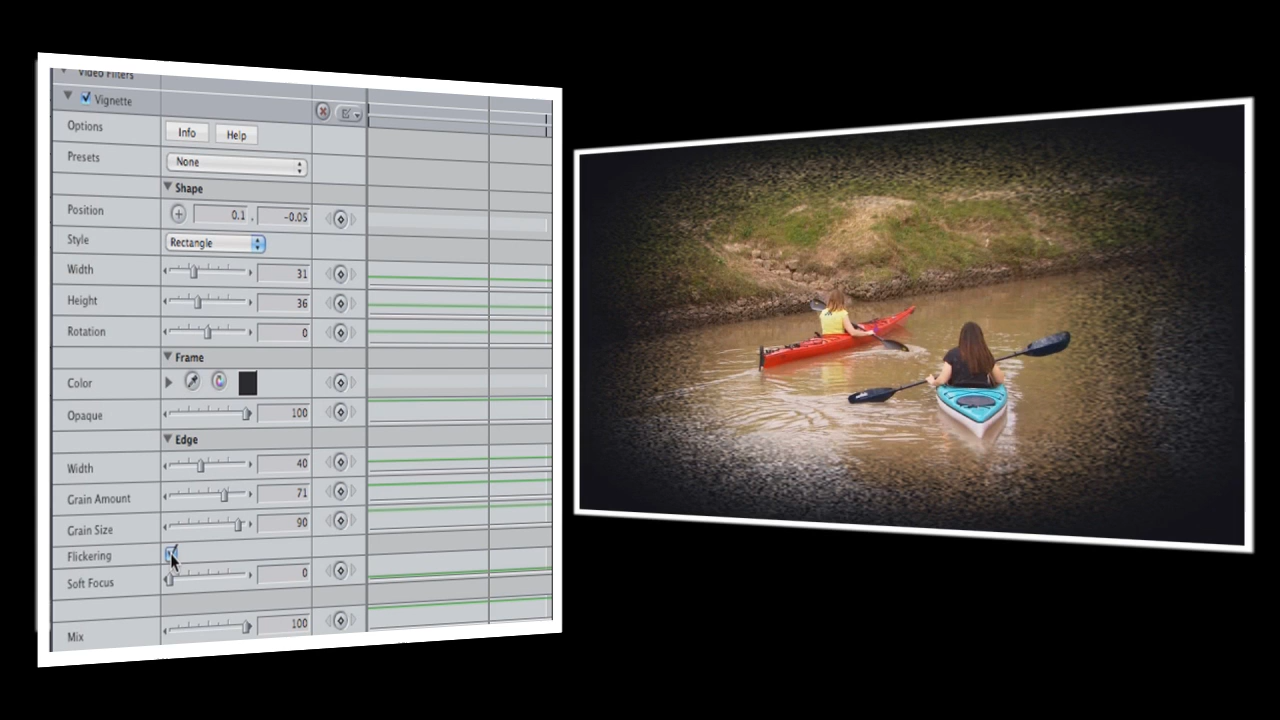 Video Filters
Vignette
Options Info Help
Presets None
Shape
Position 0.1 , -0.05
Style Rectangle
Width 31
Height 36
Rotation 0
Frame
Color
Opaque 100
Edge
Width 40
Grain Amount 71
Grain Size 90
Flickering
Soft Focus 0
Mix 100